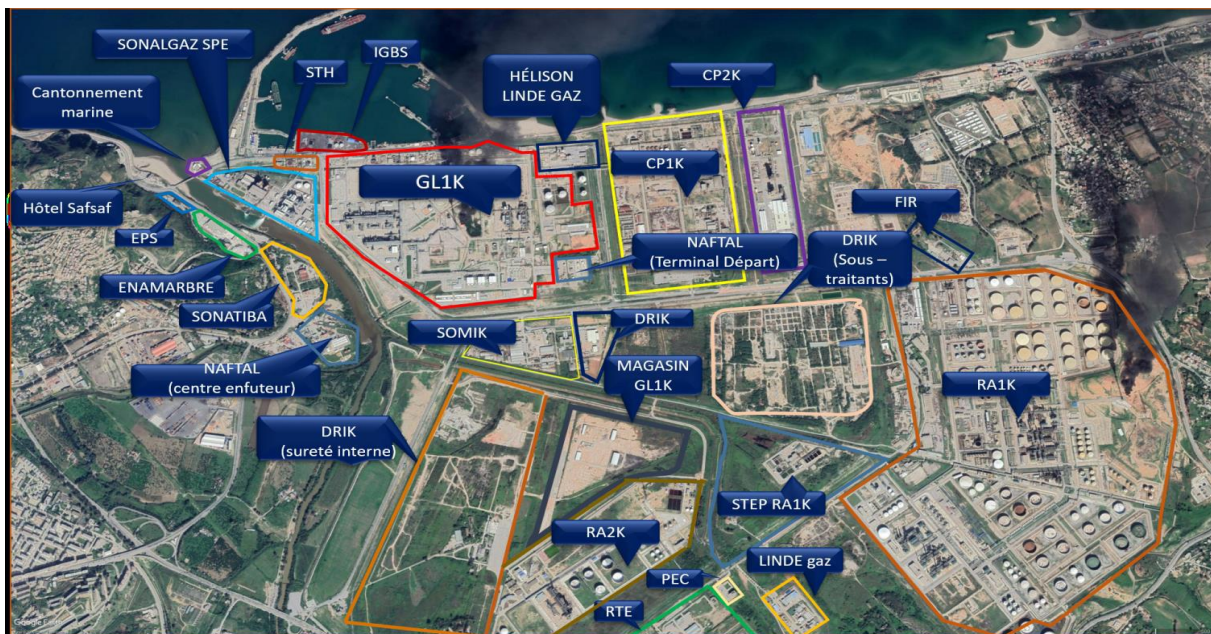 SONALGAZ SPE
IGBS
STH
HÉLISON
LINDE GAZ
CP2K
Cantonnement
marine
GL1K
CP1K
Hôtel Safsaf
FIR
EPS
NAFTAL
(Terminal Départ)
DRIK
(Sous –
traitants)
ENAMARBRE
SONATIBA
SOMIK
DRIK
NAFTAL
(centre enfuteur)
MAGASIN
GL1K
RA1K
DRIK
(sureté interne)
STEP RA1K
RA2K
LINDE gaz
PEC
RTE
Google Earth